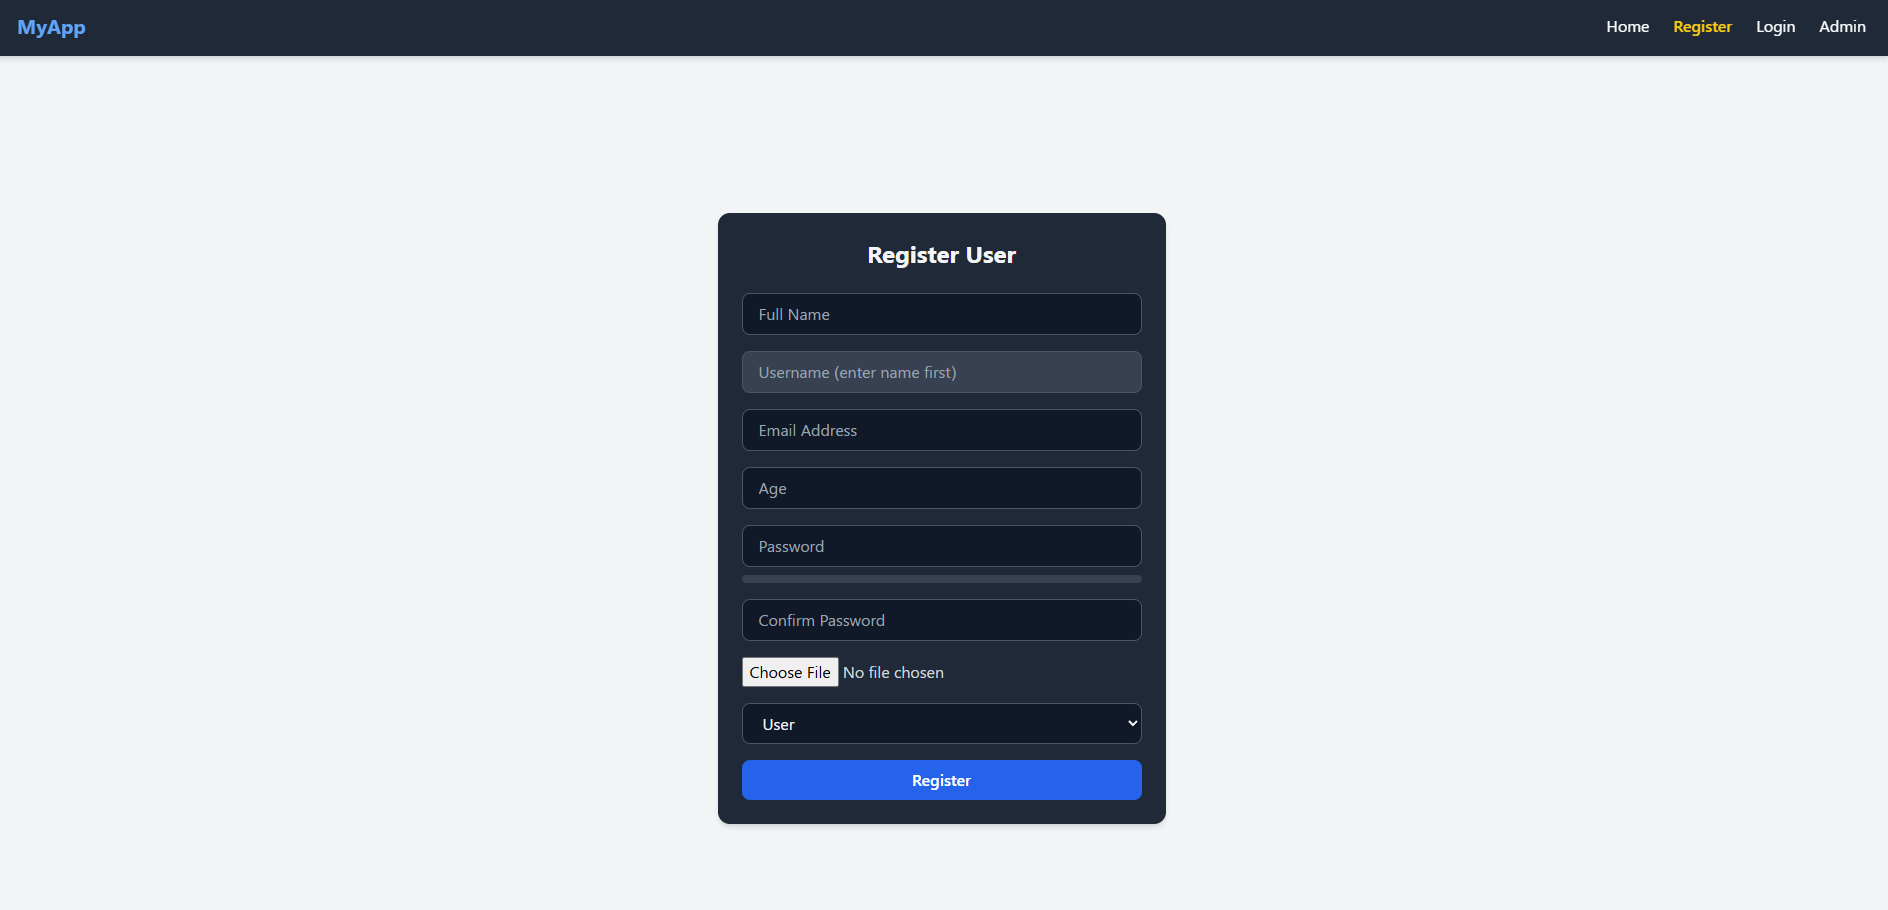 MyApp
Home Register Login Admin
Register User
Full Name
Username (enter name first)
Email Address
Age
Password
Confirm Password
Choose File No file chosen
User
Register